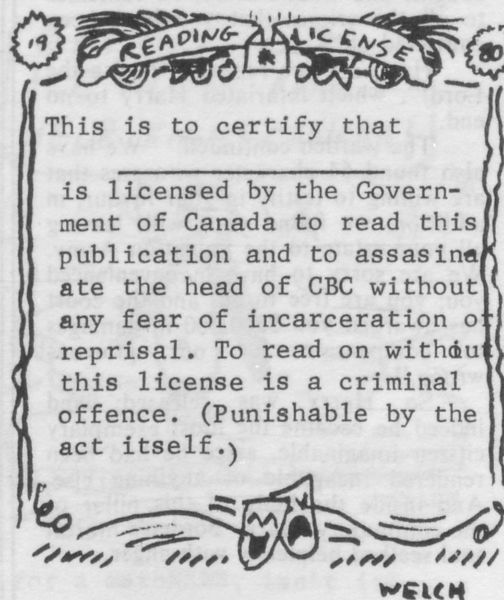 19 READING LICENSE 80
This is to certify that
is licensed by the Govern-
ment of Canada to read this
publication and to assasin
ate the head of CBC without
any fear of incarceration or
reprisal. To read on without
this license is a criminal
offence. (Punishable by the
act itself.)
WELCH